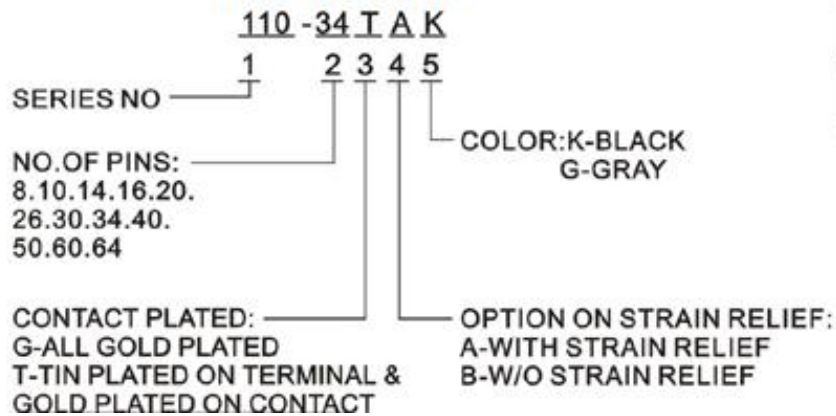 110 - 34 T A K
1 2 3 4 5
SERIES NO
COLOR:K-BLACK
G-GRAY
NO.OF PINS:
8.10.14.16.20.
26.30.34.40.
50.60.64
CONTACT PLATED:
G-ALL GOLD PLATED
T-TIN PLATED ON TERMINAL &
GOLD PLATED ON CONTACT
OPTION ON STRAIN RELIEF:
A-WITH STRAIN RELIEF
B-W/O STRAIN RELIEF